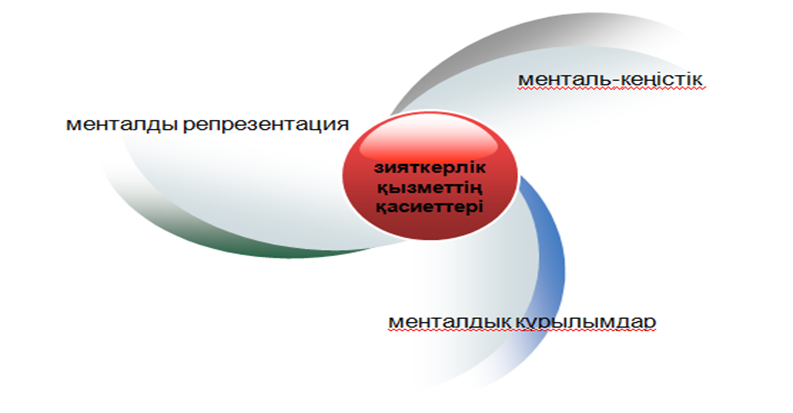 менталь-кеңістік
менталды репрезентация
зияткерлік
қызметтің
қасиеттері
менталдық құрылымдар